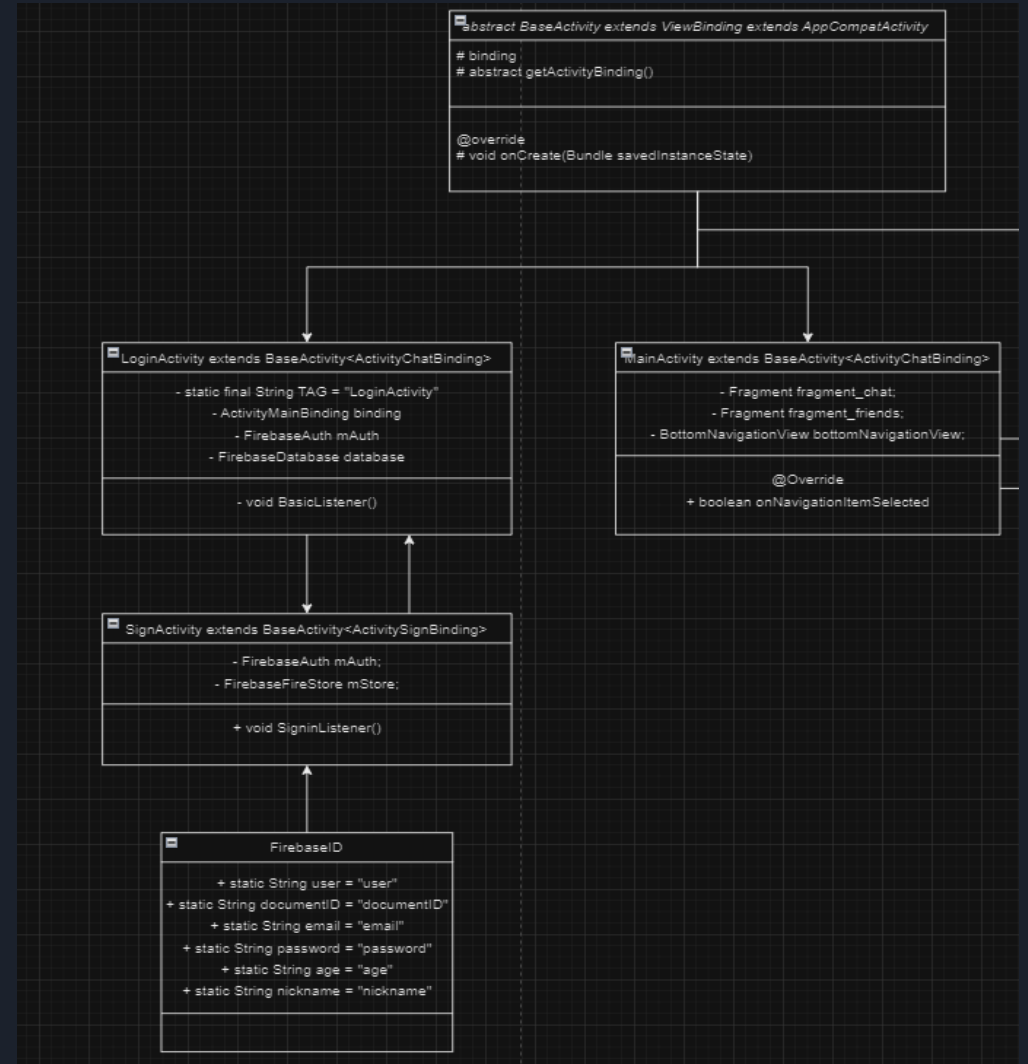 abstract BaseActivity extends ViewBinding extends AppCompatActivity
# binding
# abstract getActivityBinding()
@override
# void onCreate(Bundle savedInstanceState)
LoginActivity extends BaseActivity<ActivityChatBinding>
- static final String TAG = "LoginActivity"
- ActivityMainBinding binding
- FirebaseAuth mAuth
- FirebaseDatabase database
- void BasicListener()
MainActivity extends BaseActivity<ActivityChatBinding>
- Fragment fragment_chat;
- Fragment fragment_friends;
- BottomNavigationView bottomNavigationView;
@Override
+ boolean onNavigationItemSelected
SignActivity extends BaseActivity<ActivitySignBinding>
- FirebaseAuth mAuth;
- FirebaseFireStore mStore;
+ void SigninListener()
FirebaseID
+ static String user = "user"
+ static String documentID = "documentID"
+ static String email = "email"
+ static String password = "password"
+ static String age = "age"
+ static String nickname = "nickname"